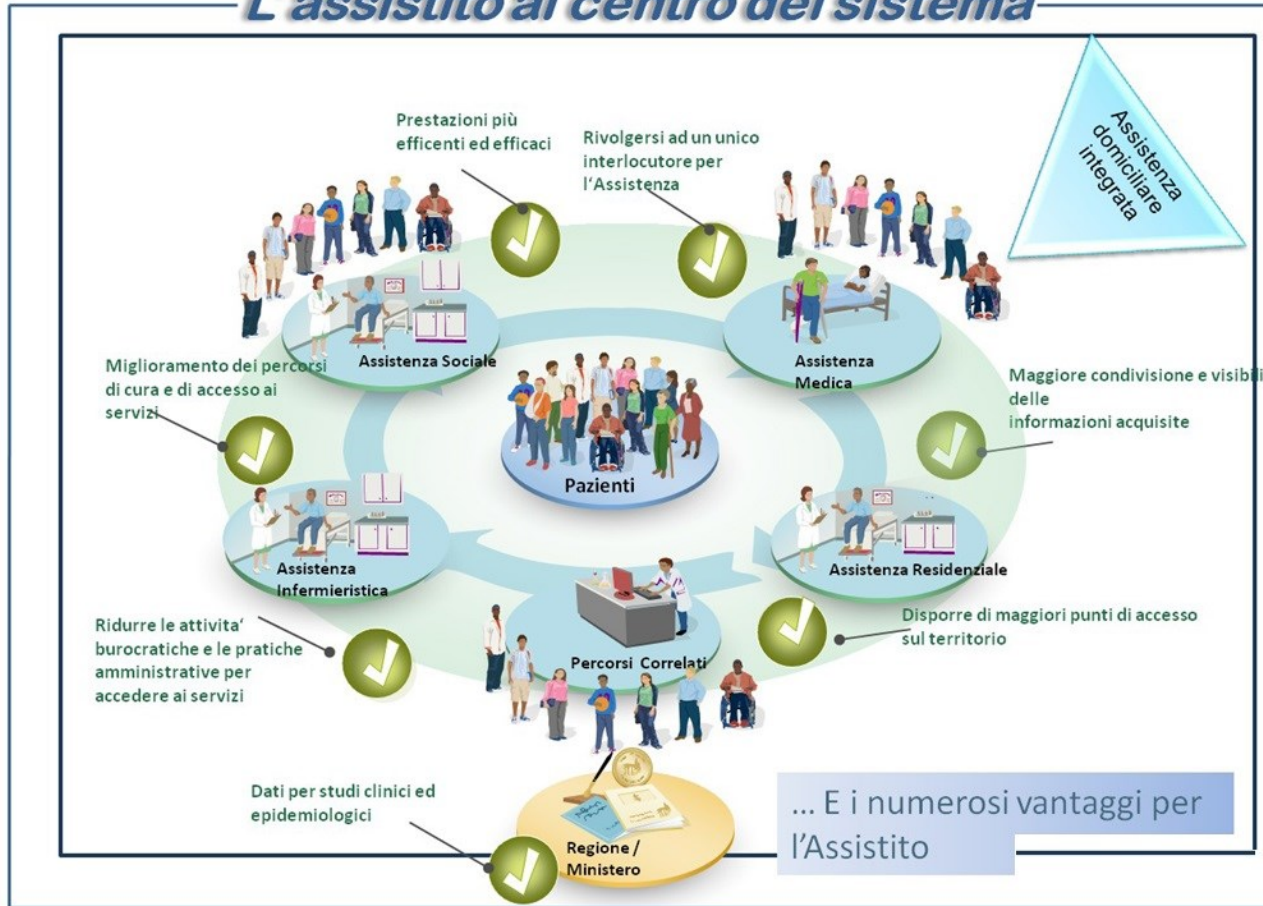 L'assistito al centro del sistema
Assistenza
domiciliare
integrata
Prestazioni più
efficenti ed efficaci
Rivolgersi ad un unico
interlocutore per
l'Assistenza
Assistenza Sociale
Assistenza
Medica
Miglioramento dei percorsi
di cura e di accesso ai
servizi
Maggiore condivisione e visibili
delle
informazioni acquisite
Pazienti
Assistenza
Infermieristica
Assistenza Residenziale
Ridurre le attivita‘
burocratiche e le pratiche
amministrative per
accedere ai servizi
Percorsi Correlati
Disporre di maggiori punti di accesso
sul territorio
Dati per studi clinici ed
epidemiologici
Regione /
Ministero
... E i numerosi vantaggi per
l'Assistito